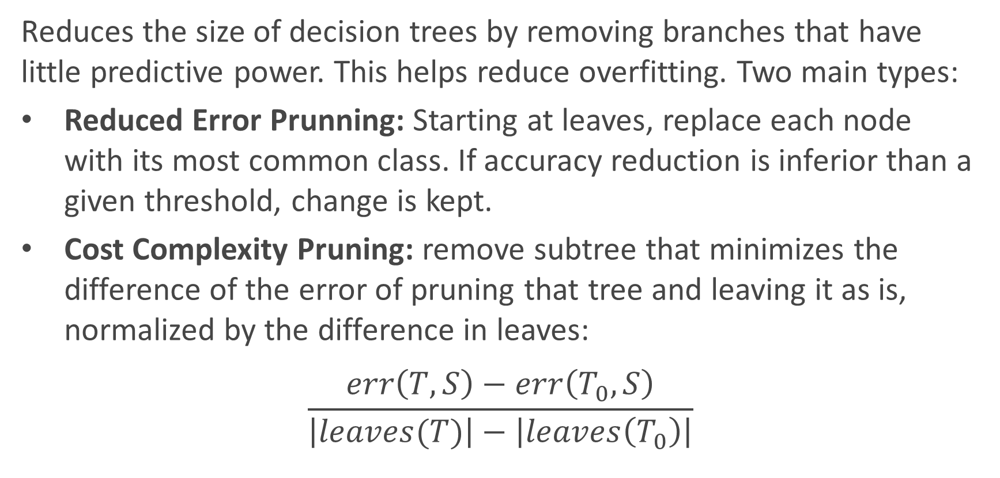 Reduces the size of decision trees by removing branches that have
little predictive power. This helps reduce overfitting. Two main types:
• Reduced Error Prunning: Starting at leaves, replace each node
with its most common class. If accuracy reduction is inferior than a
given threshold, change is kept.
• Cost Complexity Pruning: remove subtree that minimizes the
difference of the error of pruning that tree and leaving it as is,
normalized by the difference in leaves:
err(T, S) − err(T₀, S)
|leaves(T)| − |leaves(T₀)|